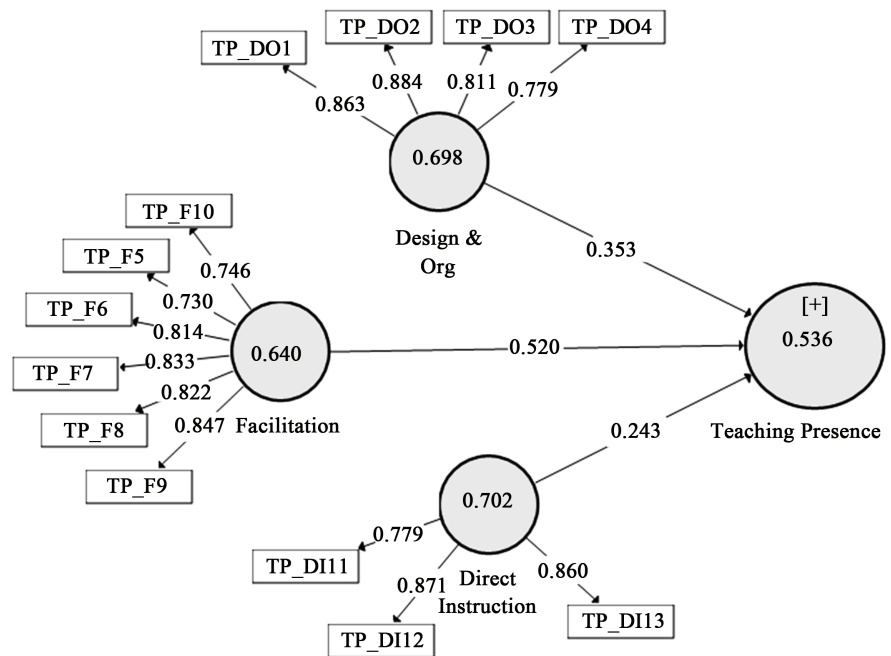 TP_DO2
TP_DO3
TP_DO4
TP_DO1
0.884
0.811
0.779
0.863
0.698
Design &
Org
0.353
TP_F10
TP_F5
0.746
TP_F6
0.730
0.814
TP_F7
0.833
0.640
0.822
TP_F8
0.847
Facilitation
TP_F9
0.520
[+]
0.536
Teaching Presence
0.243
0.702
0.779
TP_DI11
Direct
Instruction
0.871
0.860
TP_DI12
TP_DI13